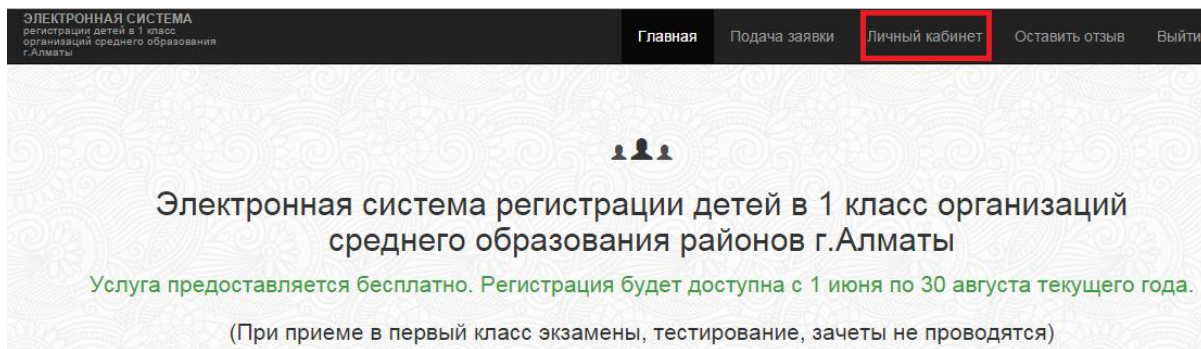 ЭЛЕКТРОННАЯ СИСТЕМА
регистрации детей в 1 класс
организаций среднего образования
г.Алматы
Главная Подача заявки Личный кабинет Оставить отзыв Выйти
Электронная система регистрации детей в 1 класс организаций
среднего образования районов г.Алматы
Услуга предоставляется бесплатно. Регистрация будет доступна с 1 июня по 30 августа текущего года.
(При приеме в первый класс экзамены, тестирование, зачеты не проводятся)